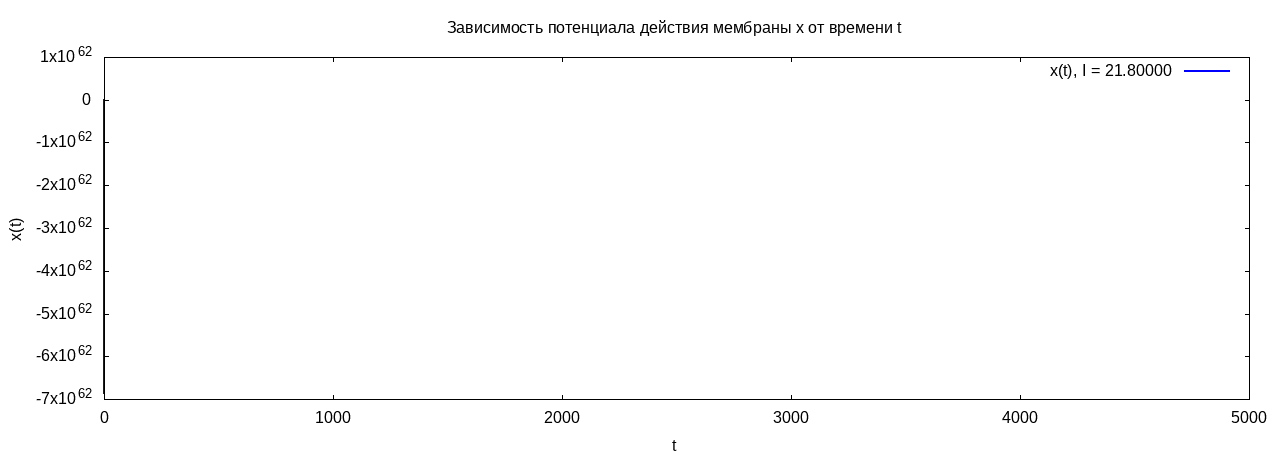 Зависимость потенциала действия мембраны x от времени t
x(t), I = 21.80000
1x10^62
0
-1x10^62
-2x10^62
-3x10^62
-4x10^62
-5x10^62
-6x10^62
-7x10^62
x(t)
0 1000 2000 3000 4000 5000
t